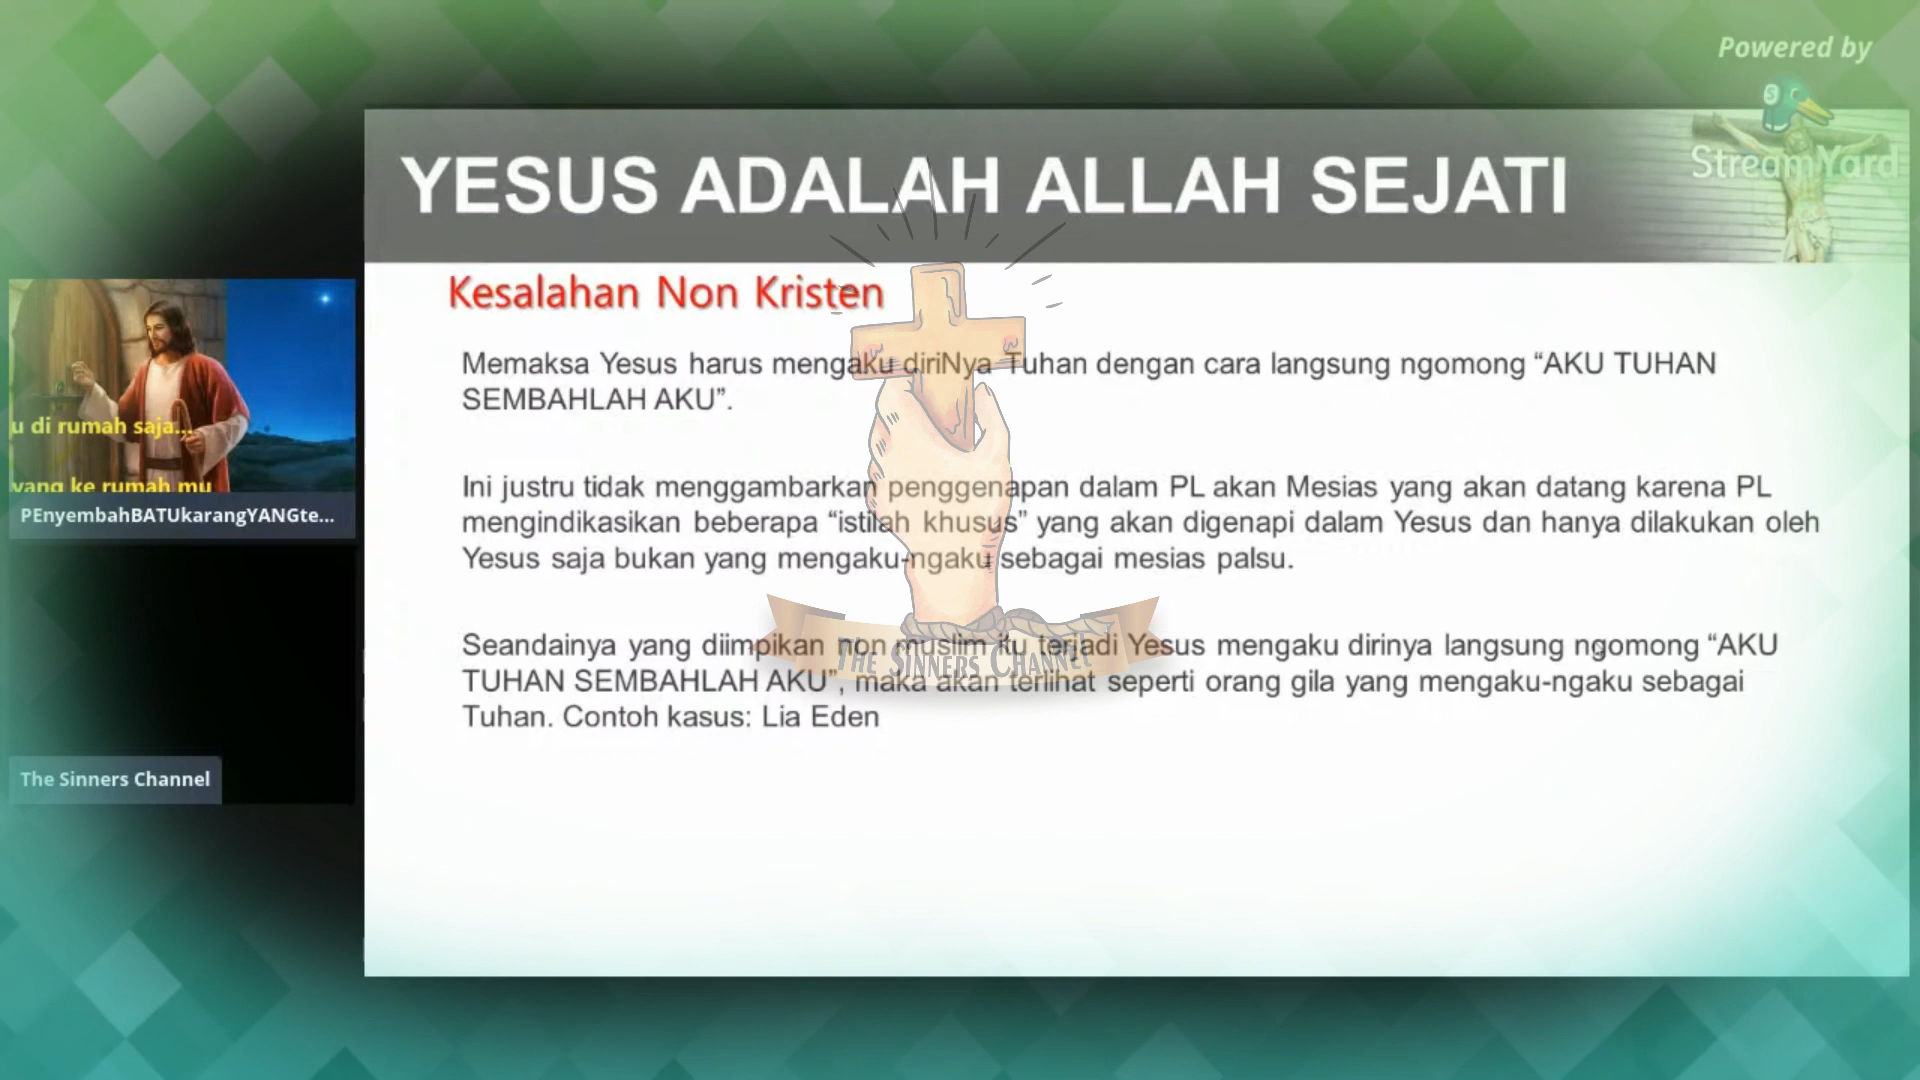 Powered by
StreamYard
YESUS ADALAH ALLAH SEJATI
Kesalahan Non Kristen
Memaksa Yesus harus mengaku diriNya Tuhan dengan cara langsung ngomong “AKU TUHAN
SEMBAHLAH AKU”.
Ini justru tidak menggambarkan penggenapan dalam PL akan Mesias yang akan datang karena PL
mengindikasikan beberapa “istilah khusus” yang akan digenapi dalam Yesus dan hanya dilakukan oleh
Yesus saja bukan yang mengaku-ngaku sebagai mesias palsu.
Seandainya yang diimpikan non muslim itu terjadi Yesus mengaku dirinya langsung ngomong “AKU
TUHAN SEMBAHLAH AKU”, maka akan terlihat seperti orang gila yang mengaku-ngaku sebagai
Tuhan. Contoh kasus: Lia Eden
THE SINNERS CHANNEL
u di rumah saja...
yang ke rumah mu
PEnyembahBATUkarangYANGte...
The Sinners Channel